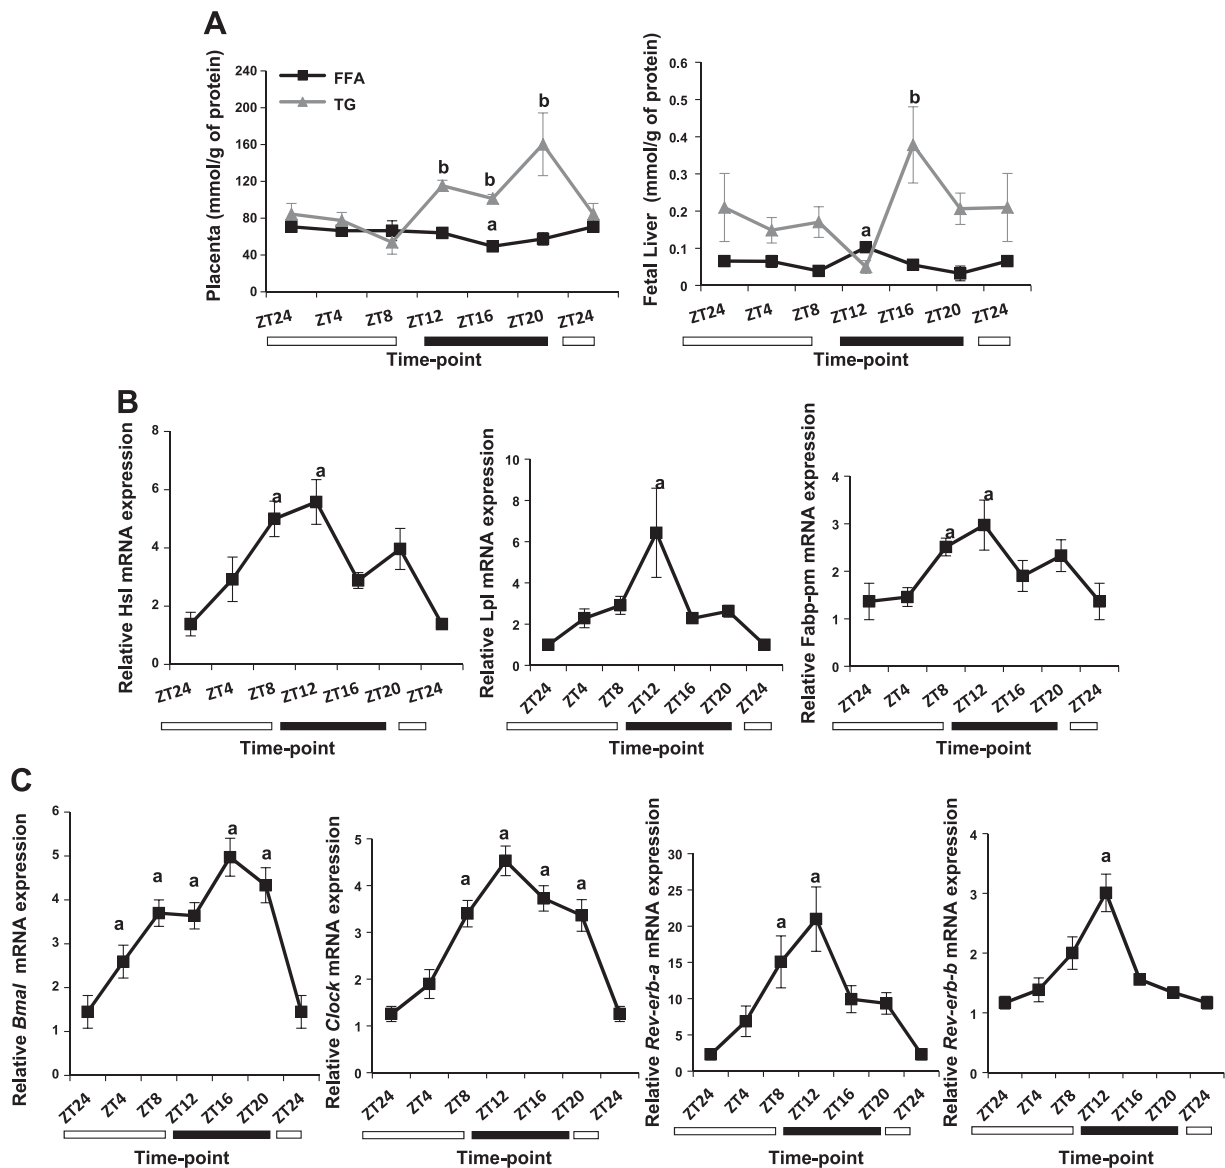 A
Placenta (mmol/g of protein)
240
200
160
120
80
40
0
FFA
TG
b
b
b
a
ZT24 ZT4 ZT8 ZT12 ZT16 ZT20 ZT24
Time-point
Fetal Liver (mmol/g of protein)
0.6
0.5
0.4
0.3
0.2
0.1
0
b
a
ZT24 ZT4 ZT8 ZT12 ZT16 ZT20 ZT24
Time-point
B
Relative Hsl mRNA expression
8
6
4
2
0
a
a
ZT24 ZT4 ZT8 ZT12 ZT16 ZT20 ZT24
Time-point
Relative Lpl mRNA expression
10
8
6
4
2
0
a
ZT24 ZT4 ZT8 ZT12 ZT16 ZT20 ZT24
Time-point
Relative Fabp-pm mRNA expression
4
3
2
1
0
a
a
ZT24 ZT4 ZT8 ZT12 ZT16 ZT20 ZT24
Time-point
C
Relative Bmal mRNA expression
6
5
4
3
2
1
0
a
a
a
a
a
ZT24 ZT4 ZT8 ZT12 ZT16 ZT20 ZT24
Time-point
Relative Clock mRNA expression
5
4
3
2
1
0
a
a
a
a
ZT24 ZT4 ZT8 ZT12 ZT16 ZT20 ZT24
Time-point
Relative Rev-erb-a mRNA expression
30
25
20
15
10
5
0
a
a
ZT24 ZT4 ZT8 ZT12 ZT16 ZT20 ZT24
Time-point
Relative Rev-erb-b mRNA expression
4
3
2
1
0
a
ZT24 ZT4 ZT8 ZT12 ZT16 ZT20 ZT24
Time-point